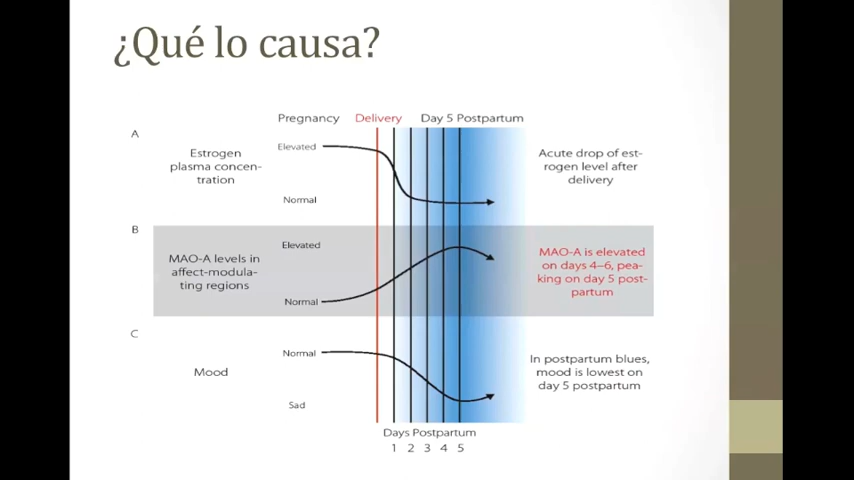 ¿Qué lo causa?
Pregnancy Delivery Day 5 Postpartum
A
Estrogen
plasma concen-
tration
Elevated
Normal
Acute drop of est-
rogen level after
delivery
B
MAO-A levels in
affect-modula-
ting regions
Elevated
Normal
MAO-A is elevated
on days 4–6, pea-
king on day 5 post-
partum
C
Mood
Normal
Sad
In postpartum blues,
mood is lowest on
day 5 postpartum
Days Postpartum
1 2 3 4 5